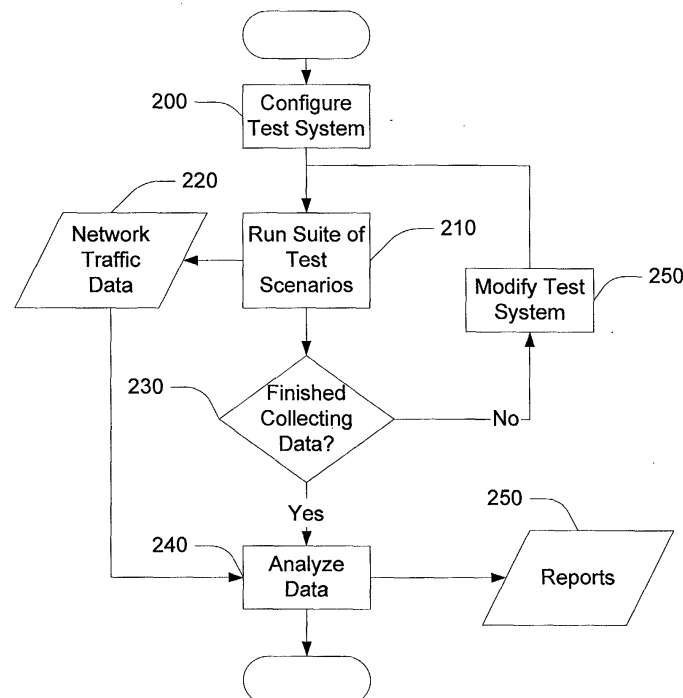 200
Configure
Test System
220
Network
Traffic
Data
Run Suite of
Test
Scenarios
210
Modify Test
System
250
230
Finished
Collecting
Data?
No
Yes
240
Analyze
Data
250
Reports